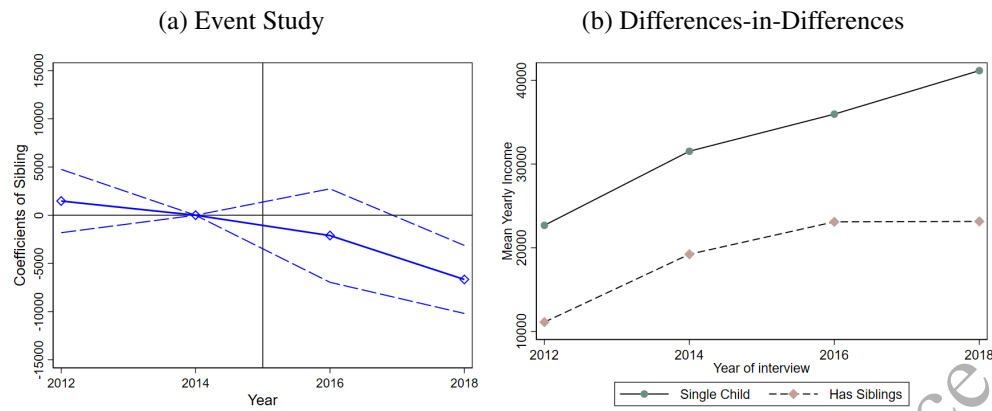 (a) Event Study
Coefficients of Sibling
15000
10000
5000
0
-5000
-10000
-15000
2012
2014
2016
2018
Year
(b) Differences-in-Differences
Mean Yearly Income
40000
30000
20000
10000
2012
2014
2016
2018
Year of interview
Single Child
Has Siblings